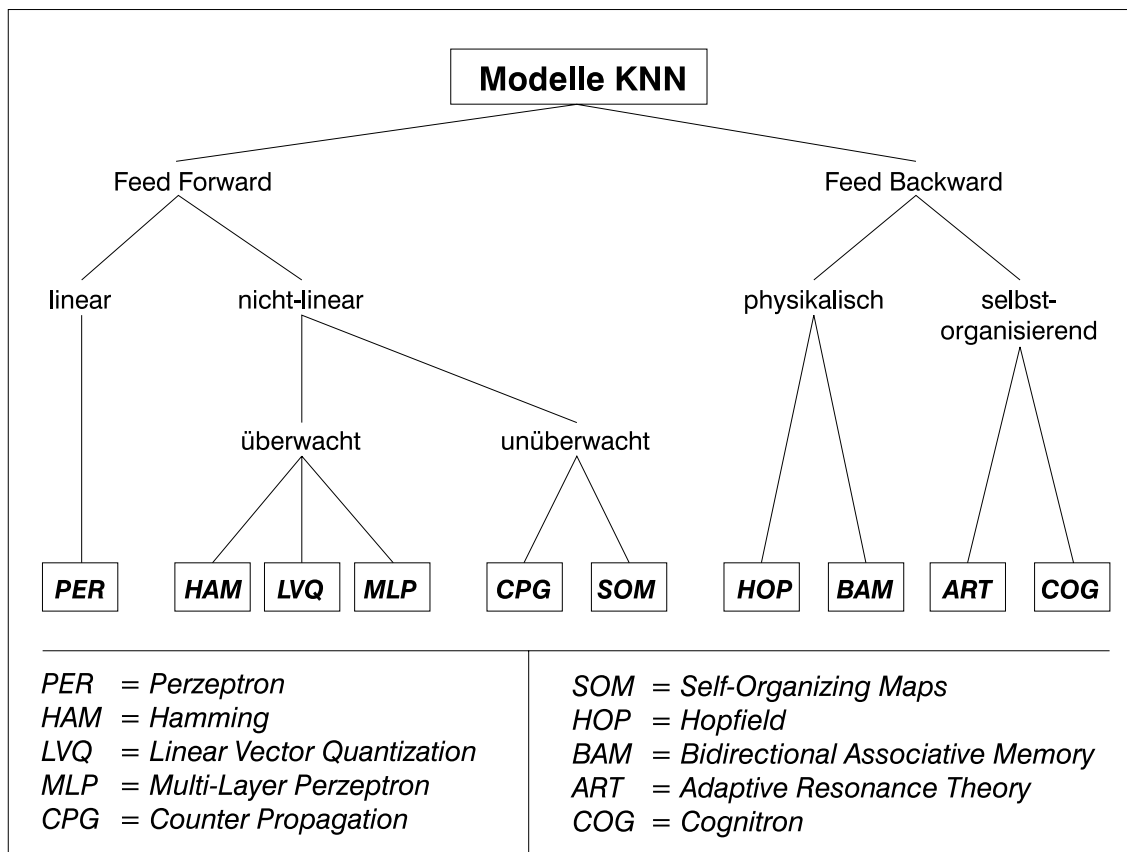 Modelle KNN
Feed Forward
Feed Backward
linear
nicht-linear
physikalisch
selbst-
organisierend
überwacht
unüberwacht
PER
HAM
LVQ
MLP
CPG
SOM
HOP
BAM
ART
COG
PER = Perzeptron
HAM = Hamming
LVQ = Linear Vector Quantization
MLP = Multi-Layer Perzeptron
CPG = Counter Propagation
SOM = Self-Organizing Maps
HOP = Hopfield
BAM = Bidirectional Associative Memory
ART = Adaptive Resonance Theory
COG = Cognitron